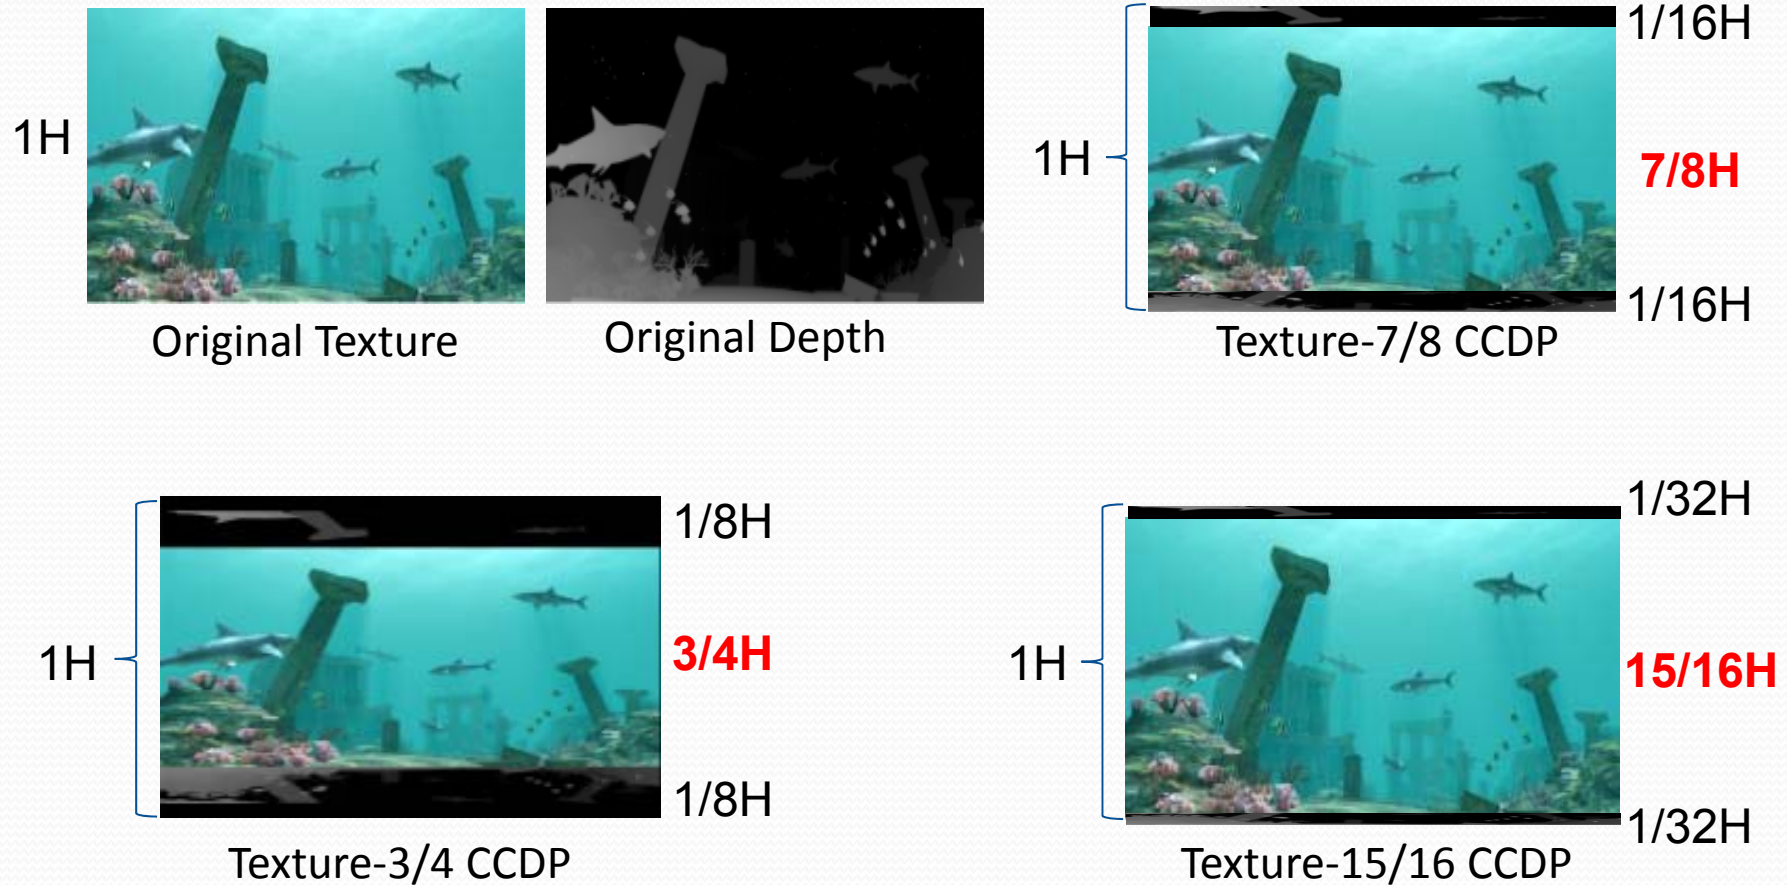 1H
Original Texture
Original Depth
1H
1/16H
7/8H
1/16H
Texture-7/8 CCDP
1H
1/8H
3/4H
1/8H
Texture-3/4 CCDP
1H
1/32H
15/16H
1/32H
Texture-15/16 CCDP